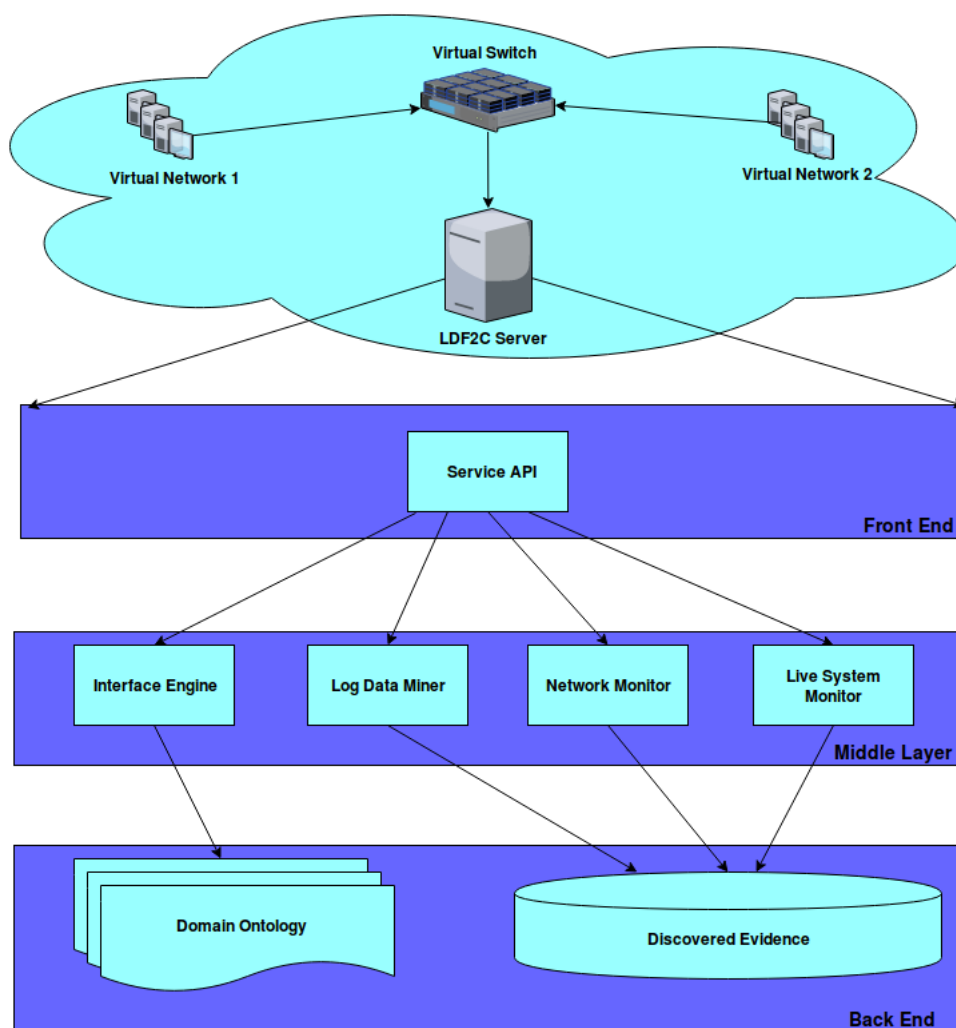 Virtual Switch
Virtual Network 1
Virtual Network 2
LDF2C Server
Service API
Front End
Interface Engine
Log Data Miner
Network Monitor
Live System
Monitor
Middle Layer
Domain Ontology
Discovered Evidence
Back End